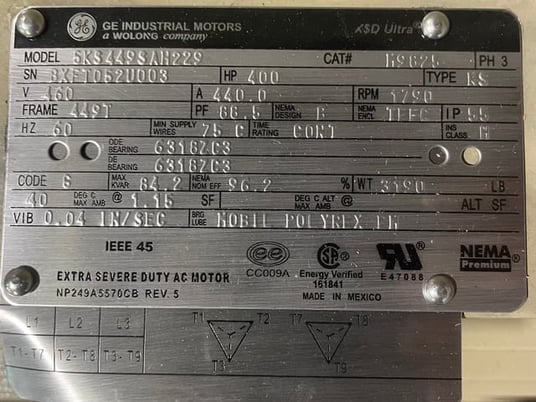 GE INDUSTRIAL MOTORS
a WOLONG company
X$D Ultra
MODEL 5KS449SAH229 CAT# M9625 PH 3
SN HP 400 TYPE KS
V 460 A 440.0 RPM 1790
FRAME 449T PF 86.5 NEMA DESIGN B NEMA ENCL TEFC IP 55
HZ 60 MIN SUPPLY WIRES 75 C TIME RATING CONT INS CLASS H
ODE BEARING 6318ZC3
DE BEARING 6318ZC3
CODE G MAX KVAR 84.2 NEMA NOM EFF 96.2 % WT 3190 LB
40 DEG C MAX AMB @ 1.15 SF DEG C ALT MAX AMB @ ALT SF
VIB 0.04 IN/SEC BRG LUBE MOBIL POLYREX EM
IEEE 45
ee
CC009A
Energy Verified
161841
E47088
NEMA
Premium
EXTRA SEVERE DUTY AC MOTOR
NP249A5570CB REV. 5
MADE IN MEXICO
L1 L2 L3
T1-T7 T2-T8 T3-T9
T1 T2 T7 T8
T3 T9